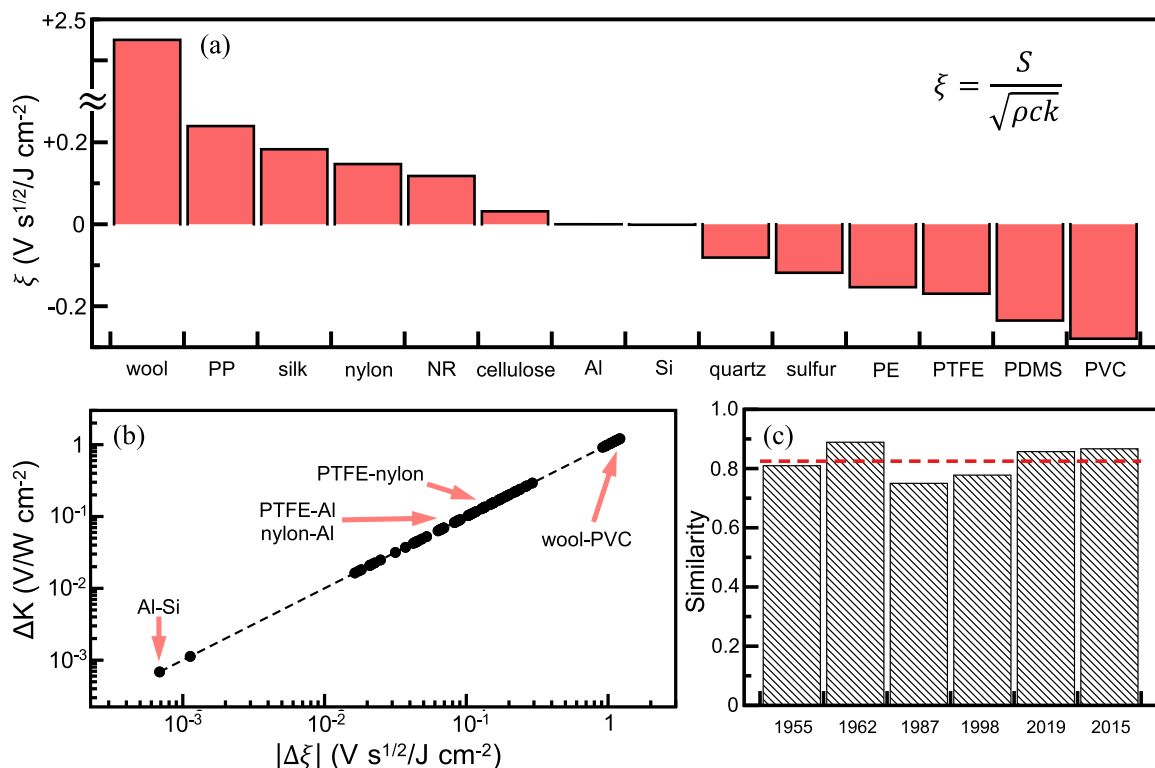 +2.5
(a)
ξ = S / √ρck
+0.2
0
-0.2
ξ (V s^1/2/J cm^-2)
wool PP silk nylon NR cellulose Al Si quartz sulfur PE PTFE PDMS PVC
(b)
1
10^-1
10^-2
10^-3
ΔK (V/W cm^-2)
PTFE-nylon
PTFE-Al
nylon-Al
wool-PVC
Al-Si
10^-3 10^-2 10^-1 1
|Δξ| (V s^1/2/J cm^-2)
(c)
1.0
0.8
0.6
0.4
0.2
0
Similarity
1955 1962 1987 1998 2019 2015